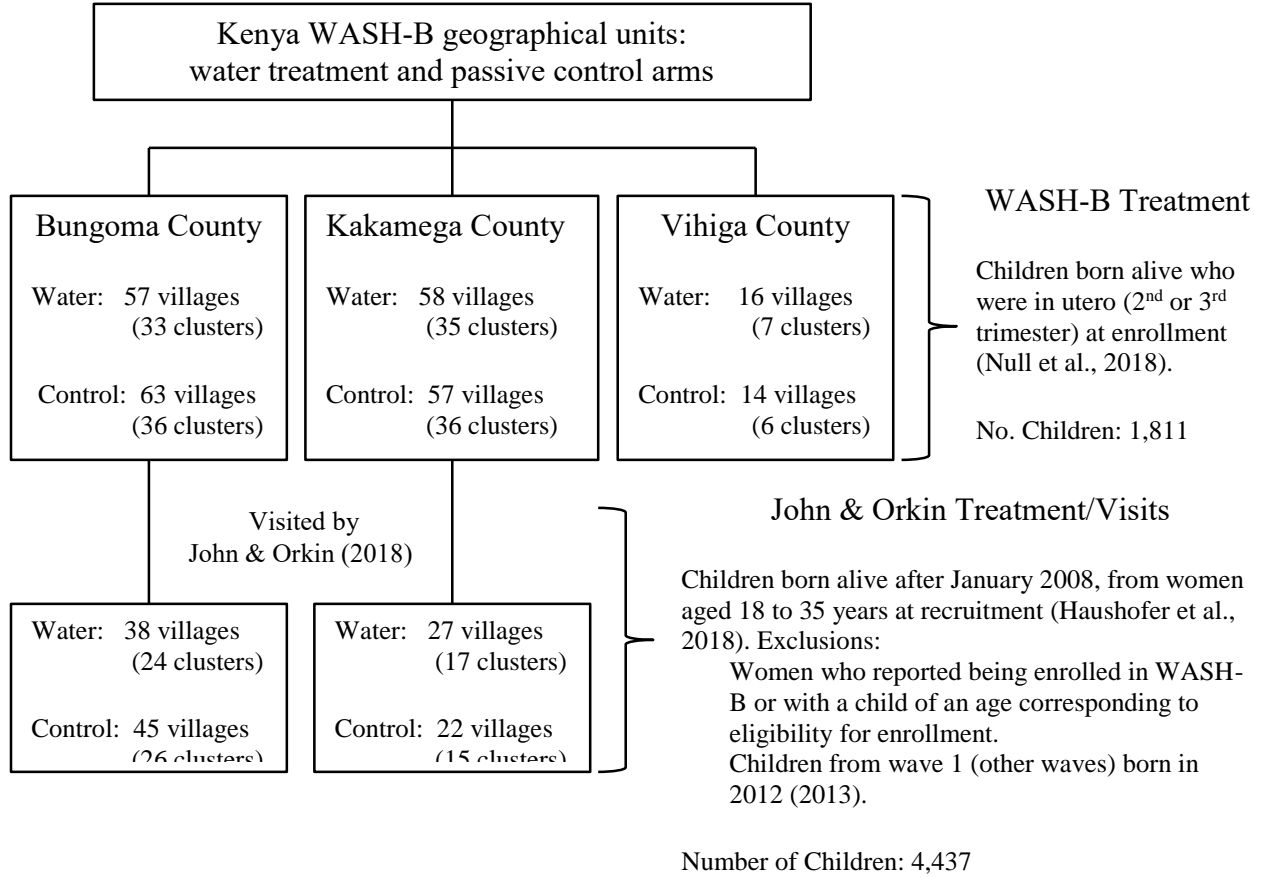 Kenya WASH-B geographical units:
water treatment and passive control arms
Bungoma County
Water: 57 villages
(33 clusters)
Control: 63 villages
(36 clusters)
Kakamega County
Water: 58 villages
(35 clusters)
Control: 57 villages
(36 clusters)
Vihiga County
Water: 16 villages
(7 clusters)
Control: 14 villages
(6 clusters)
WASH-B Treatment
Children born alive who
were in utero (2nd or 3rd
trimester) at enrollment
(Null et al., 2018).
No. Children: 1,811
Visited by
John & Orkin (2018)
Water: 38 villages
(24 clusters)
Control: 45 villages
(26 clusters)
Water: 27 villages
(17 clusters)
Control: 22 villages
(15 clusters)
John & Orkin Treatment/Visits
Children born alive after January 2008, from women
aged 18 to 35 years at recruitment (Haushofer et al.,
2018). Exclusions:
Women who reported being enrolled in WASH-
B or with a child of an age corresponding to
eligibility for enrollment.
Children from wave 1 (other waves) born in
2012 (2013).
Number of Children: 4,437